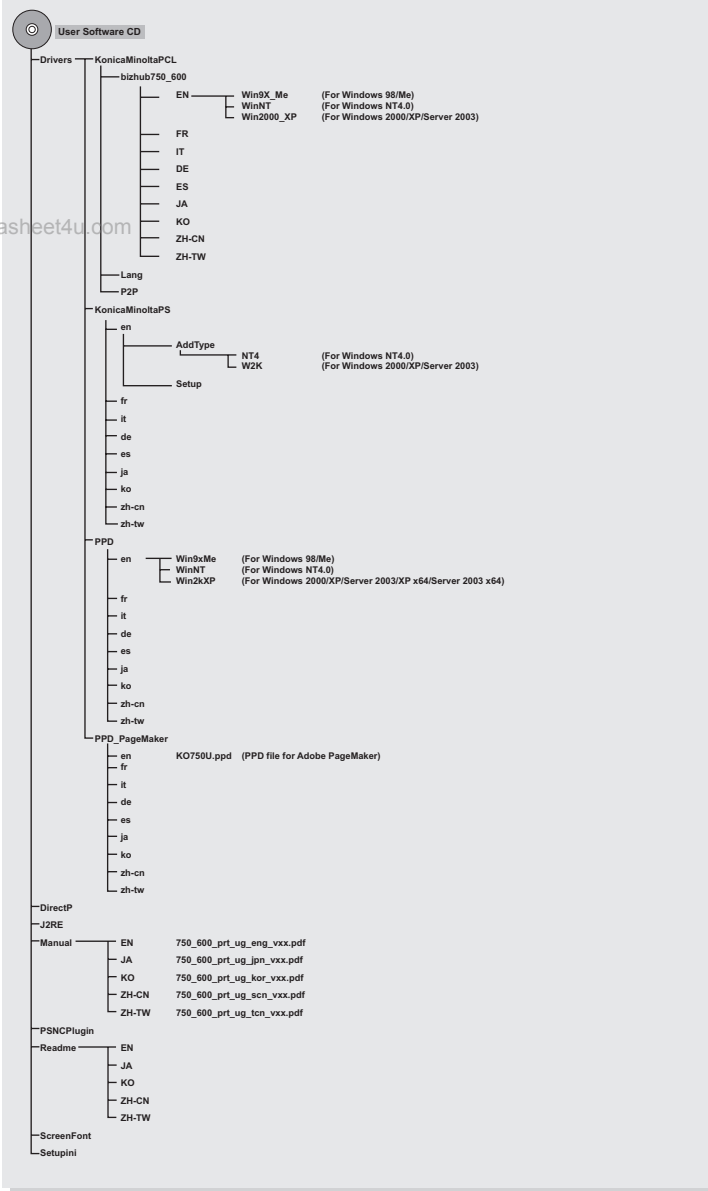 User Software CD
Drivers KonicaMinoltaPCL
bizhub750_600
EN Win9X_Me (For Windows 98/Me)
WinNT (For Windows NT4.0)
Win2000_XP (For Windows 2000/XP/Server 2003)
FR
IT
DE
ES
JA
asheet4u.com
KO
ZH-CN
ZH-TW
Lang
P2P
KonicaMinoltaPS
en
AddType
NT4 (For Windows NT4.0)
W2K (For Windows 2000/XP/Server 2003)
Setup
fr
it
de
es
ja
ko
zh-cn
zh-tw
PPD
en Win9xMe (For Windows 98/Me)
WinNT (For Windows NT4.0)
Win2kXP (For Windows 2000/XP/Server 2003/XP x64/Server 2003 x64)
fr
it
de
es
ja
ko
zh-cn
zh-tw
PPD_PageMaker
en KO750U.ppd (PPD file for Adobe PageMaker)
fr
it
de
es
ja
ko
zh-cn
zh-tw
DirectP
J2RE
Manual EN 750_600_prt_ug_eng_vxx.pdf
JA 750_600_prt_ug_jpn_vxx.pdf
KO 750_600_prt_ug_kor_vxx.pdf
ZH-CN 750_600_prt_ug_scn_vxx.pdf
ZH-TW 750_600_prt_ug_tcn_vxx.pdf
PSNCPlugin
Readme EN
JA
KO
ZH-CN
ZH-TW
ScreenFont
Setupini